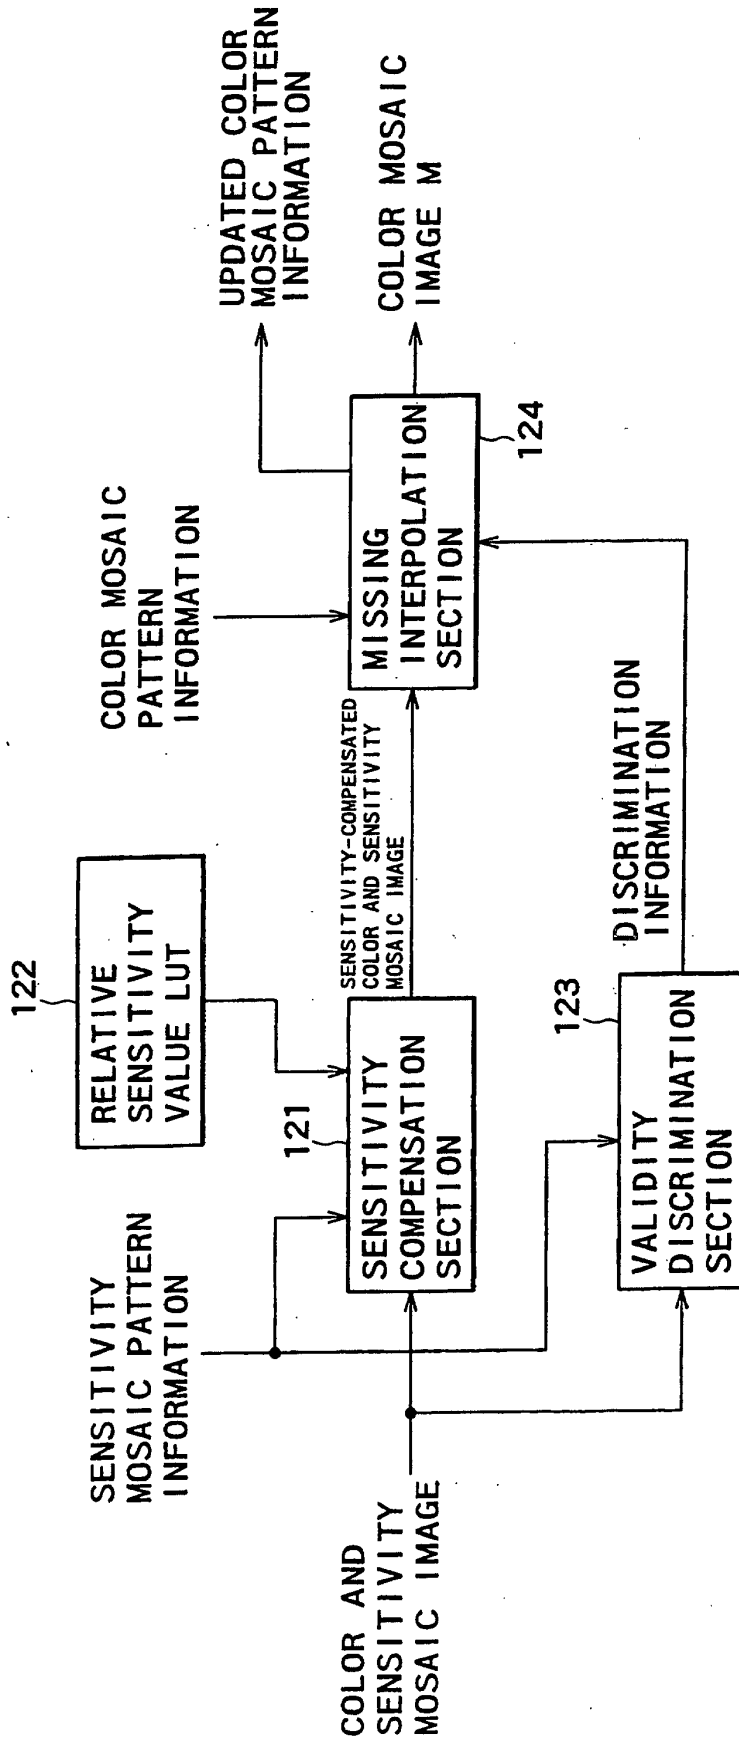 COLOR AND
SENSITIVITY
MOSAIC IMAGE
SENSITIVITY
MOSAIC PATTERN
INFORMATION
122
RELATIVE
SENSITIVITY
VALUE LUT
121
SENSITIVITY
COMPENSATION
SECTION
123
VALIDITY
DISCRIMINATION
SECTION
SENSITIVITY-COMPENSATED
COLOR AND SENSITIVITY
MOSAIC IMAGE
DISCRIMINATION
INFORMATION
COLOR MOSAIC
PATTERN
INFORMATION
MISSING
INTERPOLATION
SECTION
124
UPDATED COLOR
MOSAIC PATTERN
INFORMATION
COLOR MOSAIC
IMAGE M